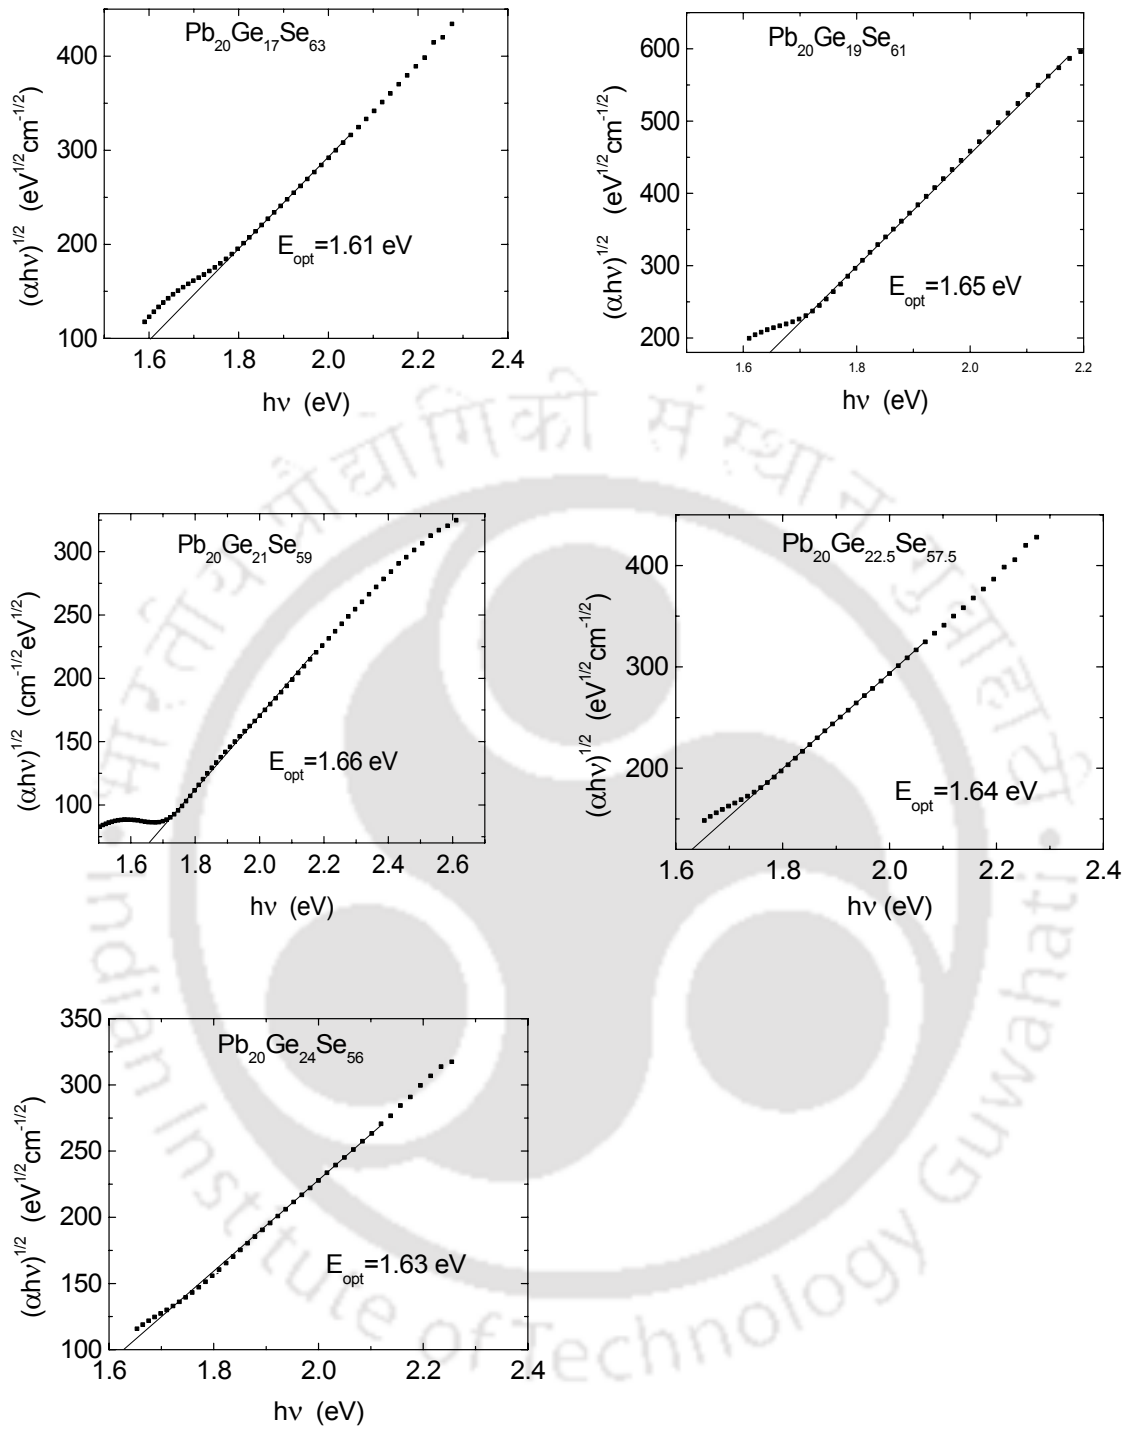 Pb20Ge17Se63
400
300
200
100
(αhν)1/2 (eV1/2cm-1/2)
Eopt=1.61 eV
1.6 1.8 2.0 2.2 2.4
hν (eV)
Pb20Ge19Se61
600
500
400
300
200
(αhν)1/2 (eV1/2cm-1/2)
Eopt=1.65 eV
1.6 1.8 2.0 2.2
hν (eV)
Pb20Ge21Se59
300
250
200
150
100
(αhν)1/2 (cm-1/2eV1/2)
Eopt=1.66 eV
1.6 1.8 2.0 2.2 2.4 2.6
hν (eV)
Pb20Ge22.5Se57.5
400
300
200
(αhν)1/2 (eV1/2cm-1/2)
Eopt=1.64 eV
1.6 1.8 2.0 2.2 2.4
hν (eV)
Pb20Ge24Se56
350
300
250
200
150
100
(αhν)1/2 (eV1/2cm-1/2)
Eopt=1.63 eV
1.6 1.8 2.0 2.2 2.4
hν (eV)
भारतीय प्रौद्योगिकी संस्थान गुवाहाटी
Indian Institute of Technology Guwahati